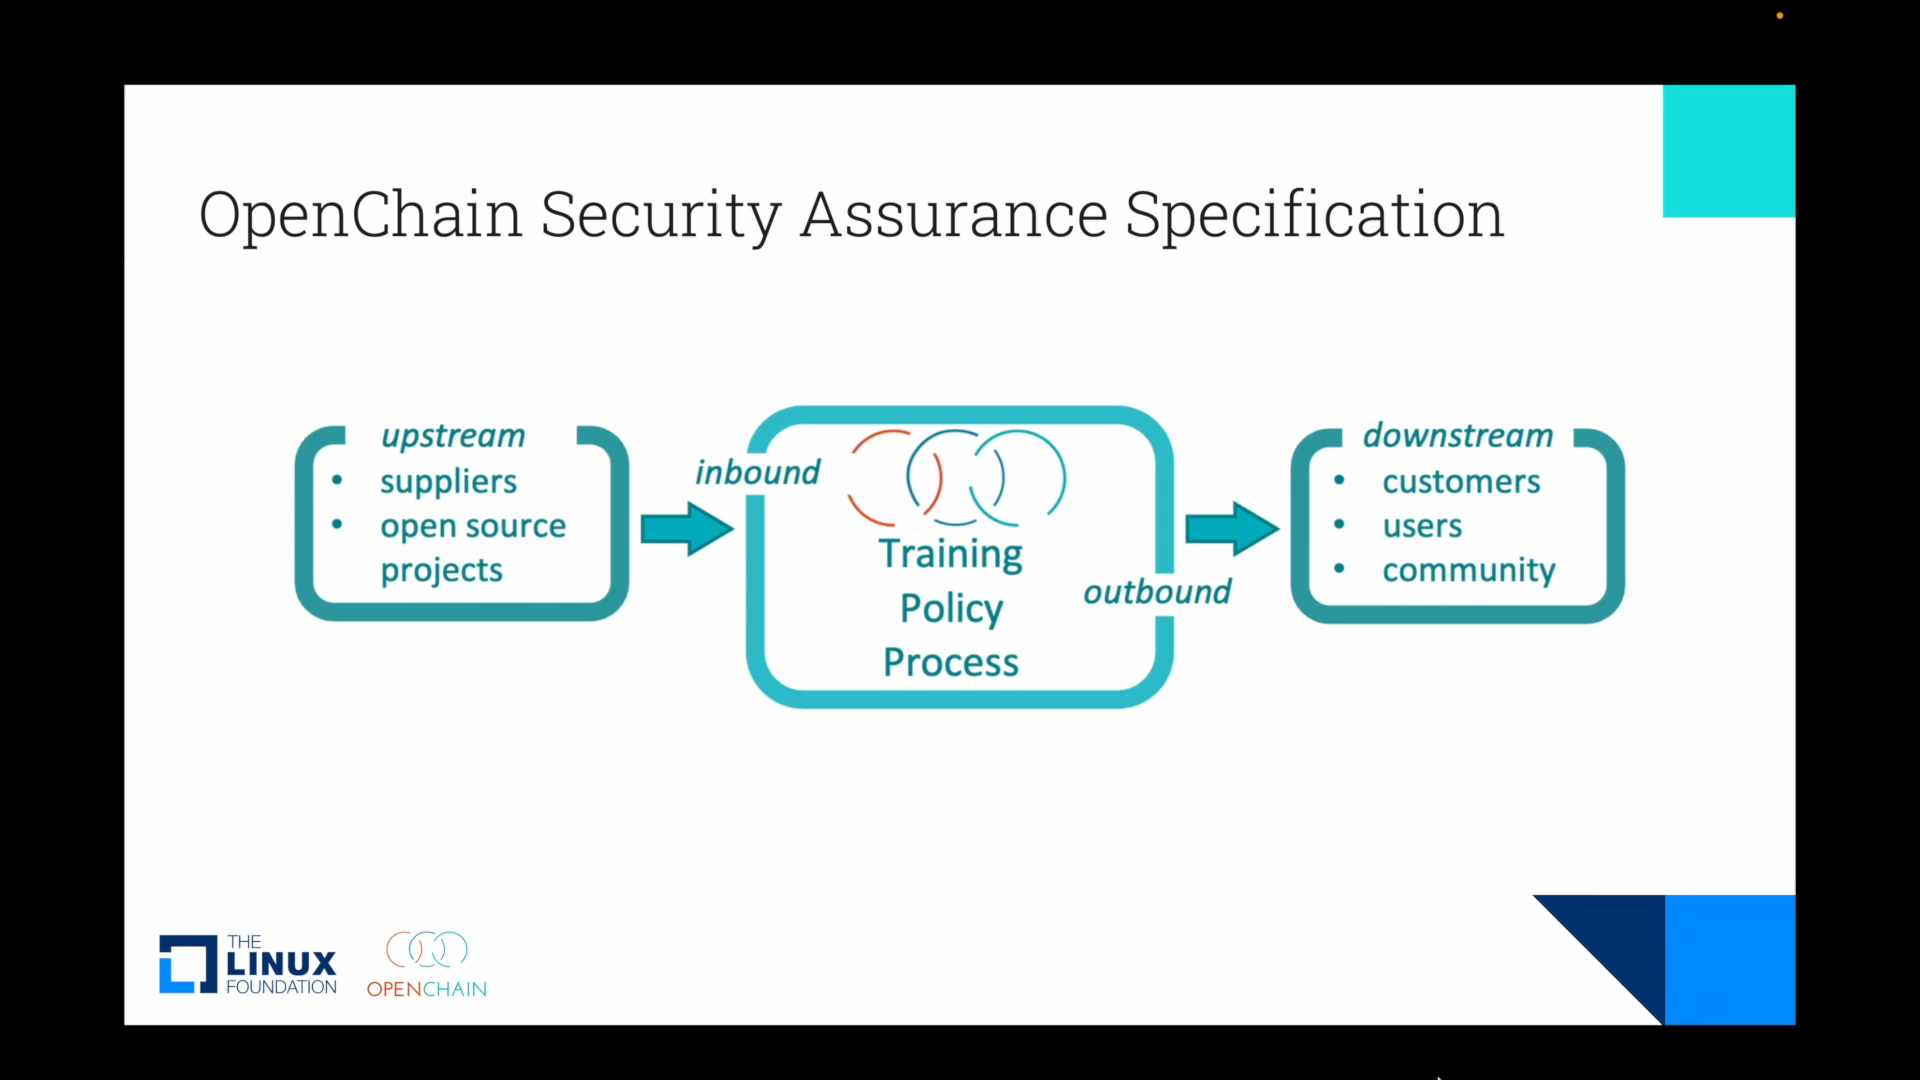 OpenChain Security Assurance Specification
upstream
• suppliers
• open source
projects
inbound
Training
Policy
Process
outbound
downstream
• customers
• users
• community
THE
LINUX
FOUNDATION
OPENCHAIN